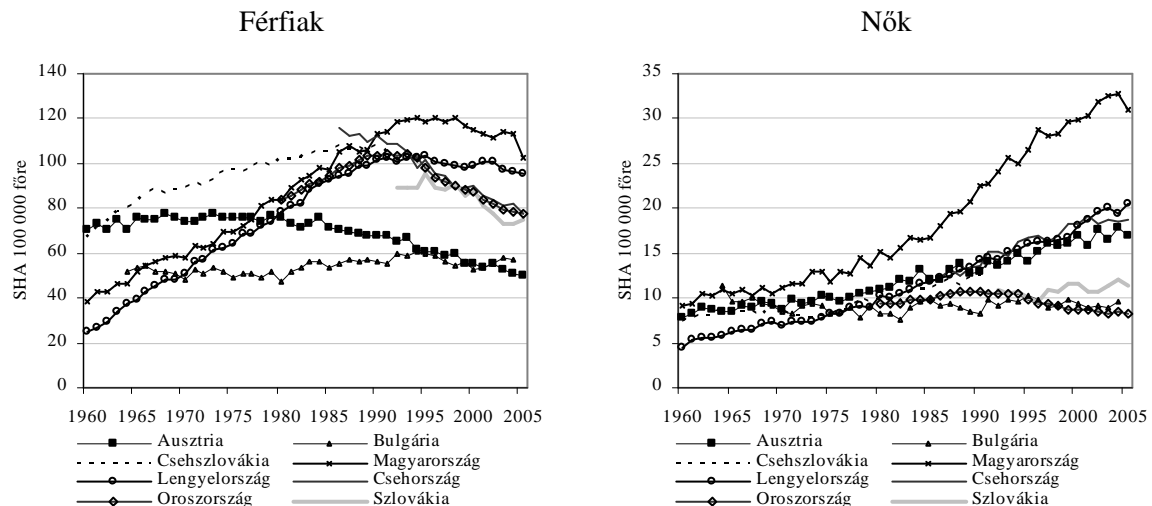 Férfiak
SHA 100 000 főre
140
120
100
80
60
40
20
0
1960 1965 1970 1975 1980 1985 1990 1995 2000 2005
Ausztria Bulgária
Csehszlovákia Magyarország
Lengyelország Csehország
Oroszország Szlovákia
Nők
SHA 100 000 főre
35
30
25
20
15
10
5
0
1960 1965 1970 1975 1980 1985 1990 1995 2000 2005
Ausztria Bulgária
Csehszlovákia Magyarország
Lengyelország Csehország
Oroszország Szlovákia